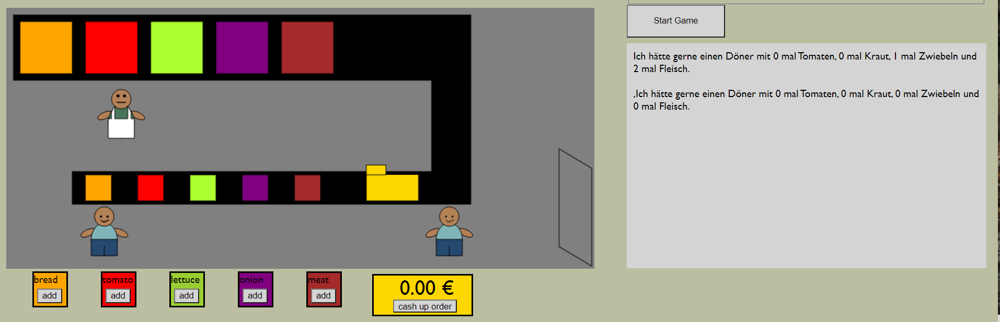 Start Game
Ich hätte gerne einen Döner mit 0 mal Tomaten, 0 mal Kraut, 1 mal Zwiebeln und
2 mal Fleisch.
,Ich hätte gerne einen Döner mit 0 mal Tomaten, 0 mal Kraut, 0 mal Zwiebeln und
0 mal Fleisch.
bread
add
tomato
add
lettuce
add
onion
add
meat
add
0.00 €
cash up order